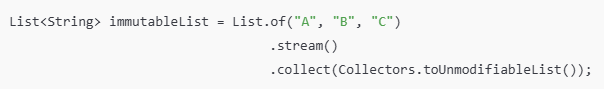 List<String> immutableList = List.of("A", "B", "C")
.stream()
.collect(Collectors.toUnmodifiableList());